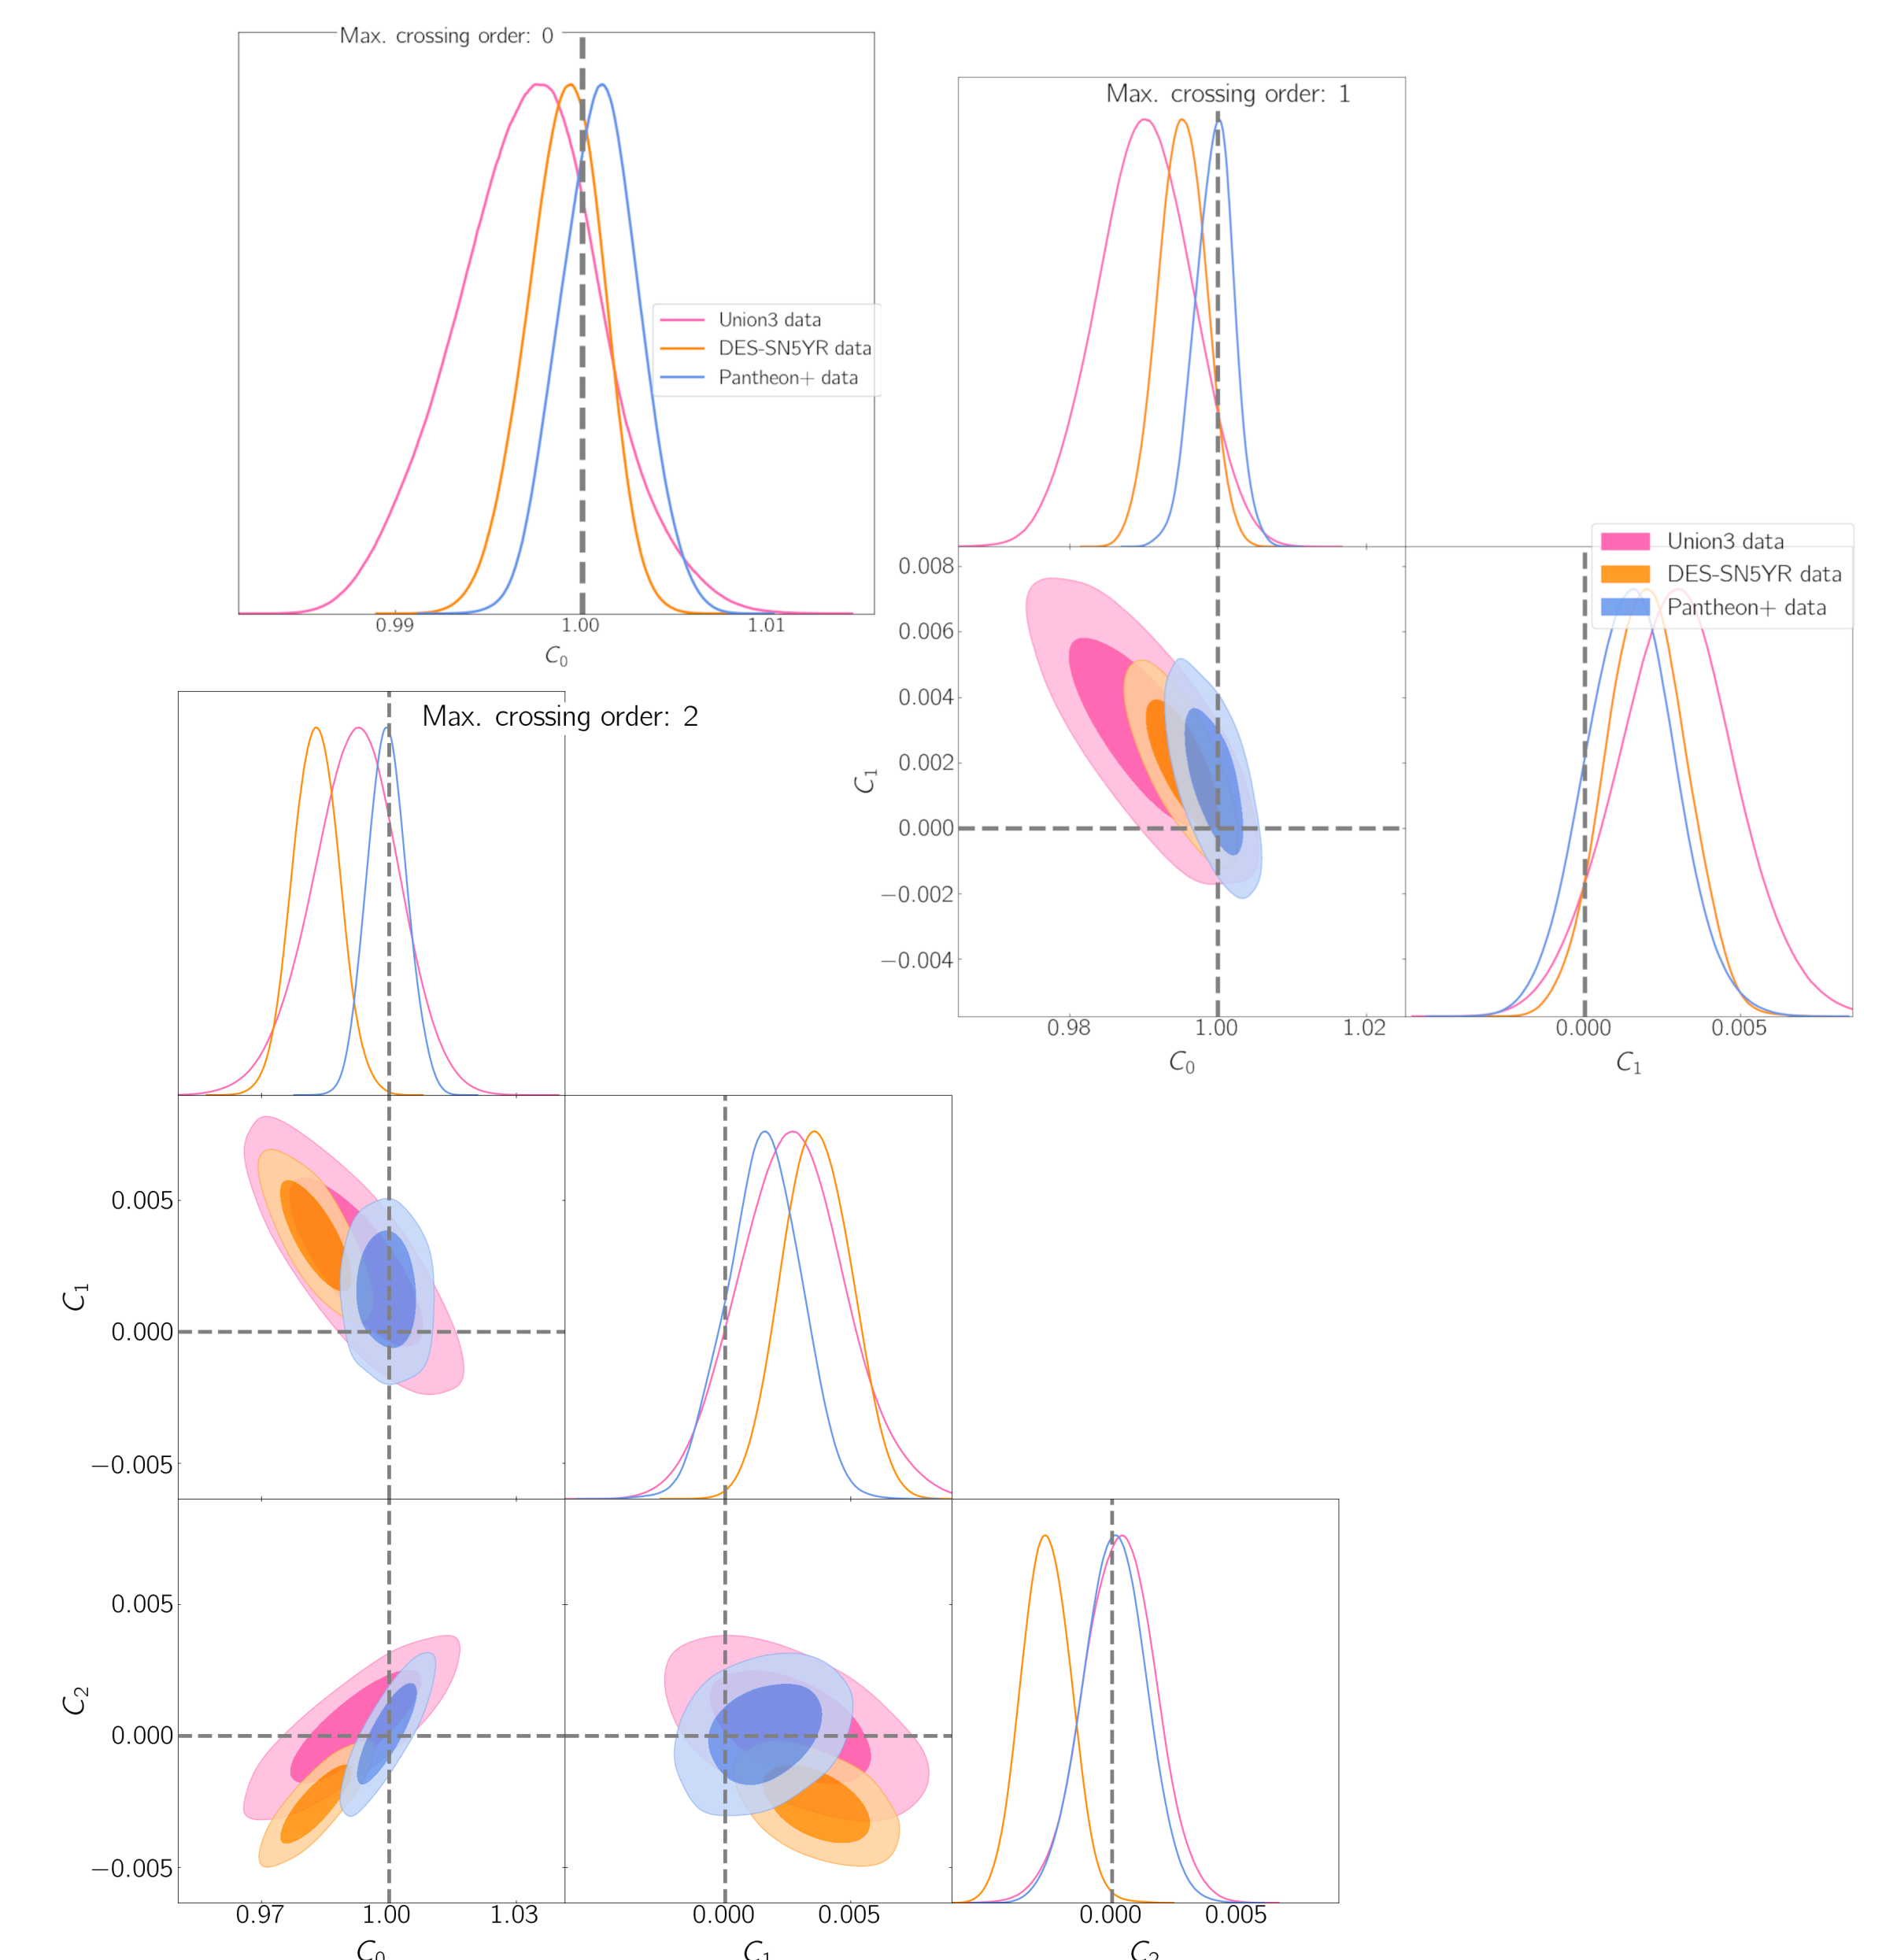 Max. crossing order: 0
Union3 data
DES-SN5YR data
Pantheon+ data
0.99 1.00 1.01
C₀
Max. crossing order: 1
Union3 data
DES-SN5YR data
Pantheon+ data
0.008
0.006
0.004
0.002
0.000
−0.002
−0.004
C₁
0.98 1.00 1.02 0.000 0.005
C₀ C₁
Max. crossing order: 2
0.005
0.000
−0.005
C₁
0.005
0.000
−0.005
C₂
0.97 1.00 1.03 0.000 0.005 0.000 0.005
C₀ C₁ C₂